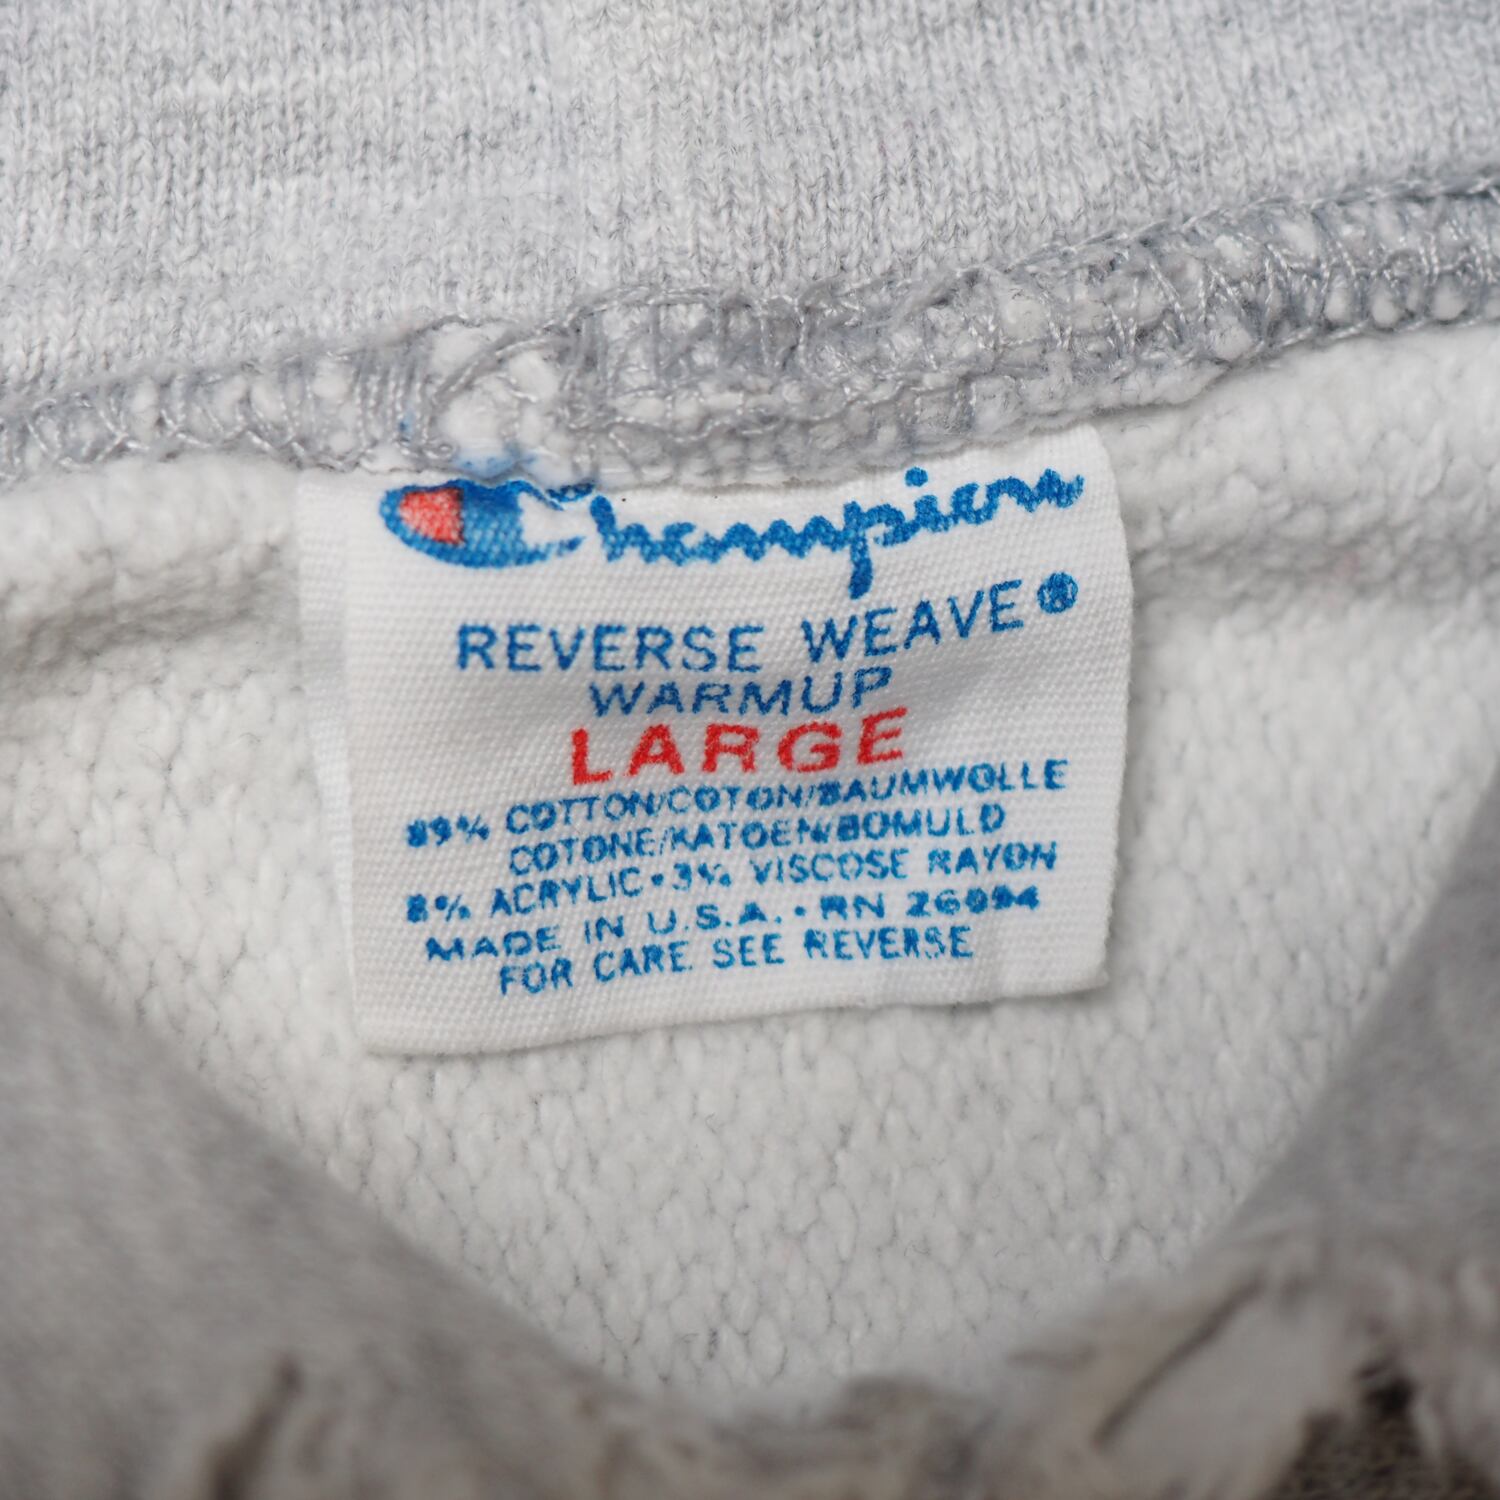 Champion
REVERSE WEAVE®
WARMUP
LARGE
89% COTTON/COTON/BAUMWOLLE
COTONE/KATOEN/BOMULD
8% ACRYLIC • 3% VISCOSE RAYON
MADE IN U.S.A. • RN 26094
FOR CARE SEE REVERSE